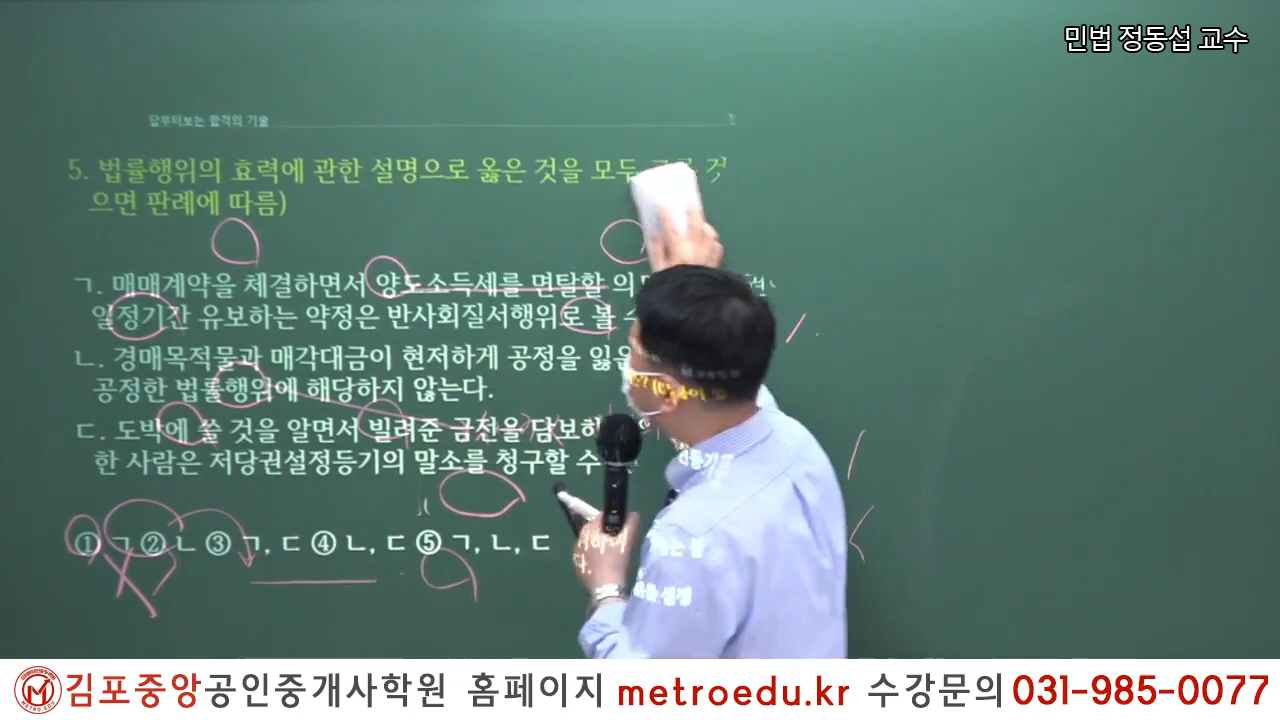 민법 정동섭 교수
답부터보는 합격의 기술
5. 법률행위의 효력에 관한 설명으로 옳은 것을 모두
으면 판례에 따름)
ㄱ. 매매계약을 체결하면서 양도소득세를 면탈할 의
일정기간 유보하는 약정은 반사회질서행위로 볼
ㄴ. 경매목적물과 매각대금이 현저하게 공정을 잃은
공정한 법률행위에 해당하지 않는다.
ㄷ. 도박에 쓸 것을 알면서 빌려준 금전을 담보하
한 사람은 저당권설정등기의 말소를 청구할 수
① ㄱ ② ㄴ ③ ㄱ, ㄷ ④ ㄴ, ㄷ ⑤ ㄱ, ㄴ, ㄷ
METRO EDU
김포중앙공인중개사학원 홈페이지 metroedu.kr 수강문의 031-985-0077